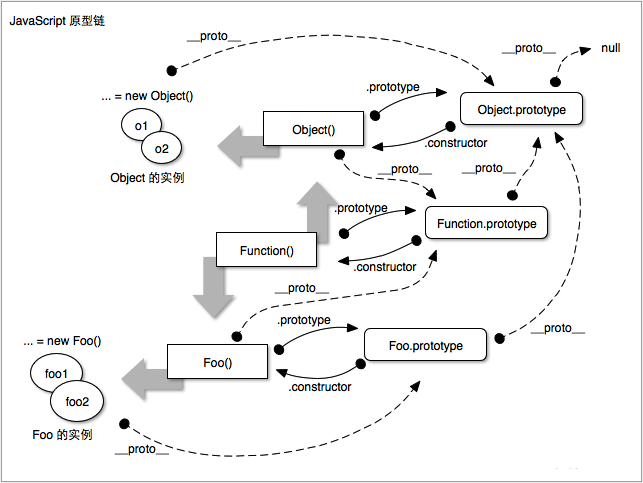 JavaScript 原型链
__proto__
__proto__
null
... = new Object()
.prototype
Object.prototype
o1
o2
Object()
.constructor
Object 的实例
__proto__
__proto__
.prototype
Function.prototype
Function()
.constructor
__proto__
.prototype
__proto__
... = new Foo()
Foo()
Foo.prototype
foo1
foo2
.constructor
Foo 的实例
__proto__